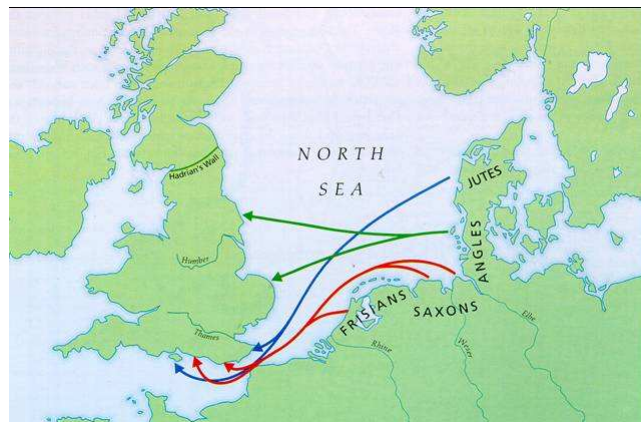 NORTH
SEA
Hadrian's Wall
JUTES
ANGLES
Humber
FRISIANS
SAXONS
Thames
Elbe
Rhine
Weser